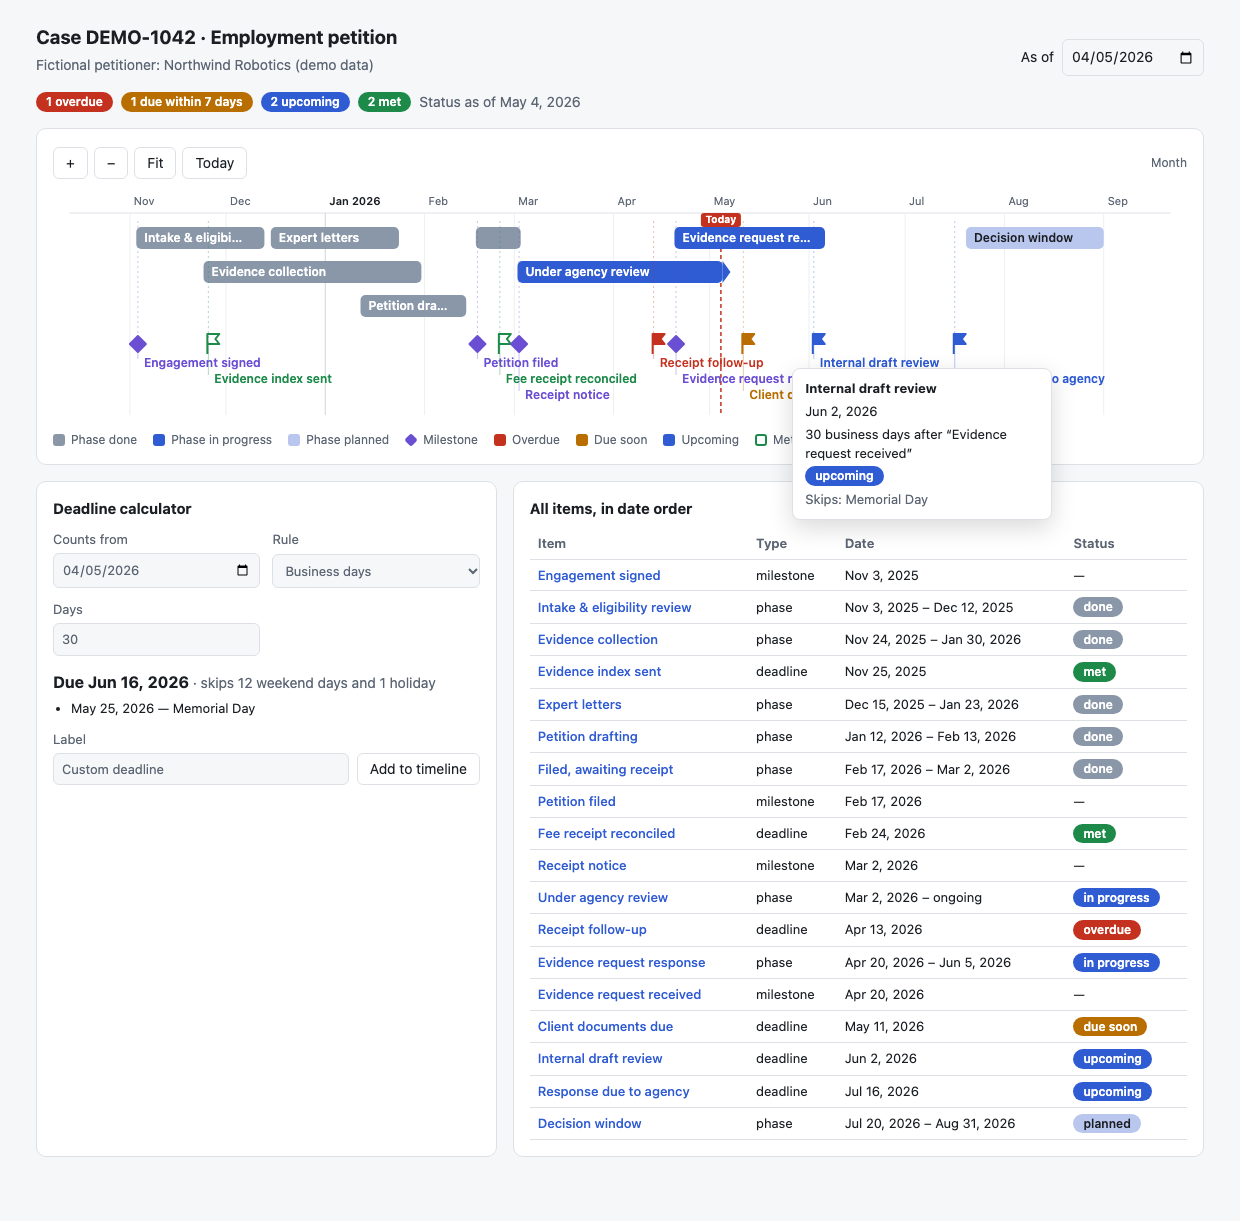 Case DEMO-1042 · Employment petition
Fictional petitioner: Northwind Robotics (demo data)
As of 04/05/2026
1 overdue 1 due within 7 days 2 upcoming 2 met Status as of May 4, 2026
+ − Fit Today Month
Nov Dec Jan 2026 Feb Mar Apr May Jun Jul Aug Sep
Today
Intake & eligibi... Expert letters Evidence request re... Decision window
Evidence collection Under agency review
Petition dra...
Engagement signed Petition filed Receipt follow-up Internal draft review
Evidence index sent Fee receipt reconciled Evidence request r o agency
Receipt notice Client d
Phase done Phase in progress Phase planned Milestone Overdue Due soon Upcoming Met
Internal draft review
Jun 2, 2026
30 business days after “Evidence
request received”
upcoming
Skips: Memorial Day
Deadline calculator
Counts from Rule
04/05/2026 Business days
Days
30
Due Jun 16, 2026 · skips 12 weekend days and 1 holiday
• May 25, 2026 — Memorial Day
Label
Custom deadline Add to timeline
All items, in date order
Item Type Date Status
Engagement signed milestone Nov 3, 2025 —
Intake & eligibility review phase Nov 3, 2025 – Dec 12, 2025 done
Evidence collection phase Nov 24, 2025 – Jan 30, 2026 done
Evidence index sent deadline Nov 25, 2025 met
Expert letters phase Dec 15, 2025 – Jan 23, 2026 done
Petition drafting phase Jan 12, 2026 – Feb 13, 2026 done
Filed, awaiting receipt phase Feb 17, 2026 – Mar 2, 2026 done
Petition filed milestone Feb 17, 2026 —
Fee receipt reconciled deadline Feb 24, 2026 met
Receipt notice milestone Mar 2, 2026 —
Under agency review phase Mar 2, 2026 – ongoing in progress
Receipt follow-up deadline Apr 13, 2026 overdue
Evidence request response phase Apr 20, 2026 – Jun 5, 2026 in progress
Evidence request received milestone Apr 20, 2026 —
Client documents due deadline May 11, 2026 due soon
Internal draft review deadline Jun 2, 2026 upcoming
Response due to agency deadline Jul 16, 2026 upcoming
Decision window phase Jul 20, 2026 – Aug 31, 2026 planned